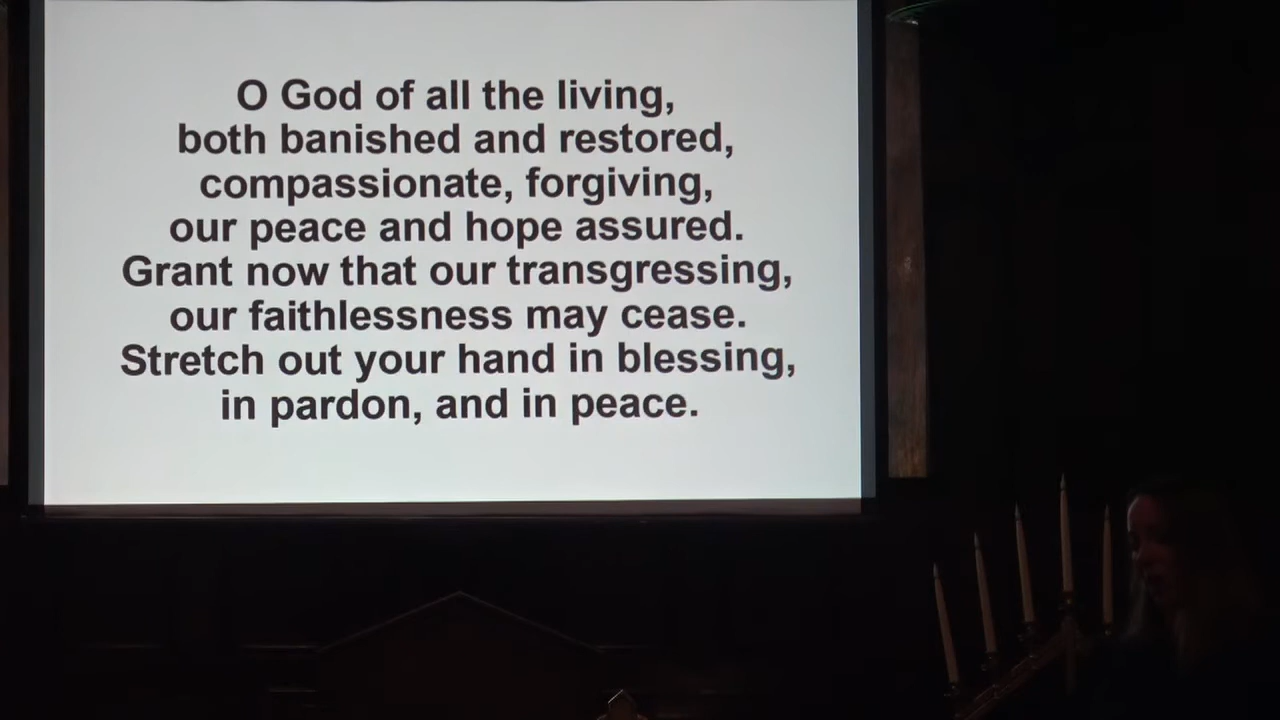 O God of all the living,
both banished and restored,
compassionate, forgiving,
our peace and hope assured.
Grant now that our transgressing,
our faithlessness may cease.
Stretch out your hand in blessing,
in pardon, and in peace.